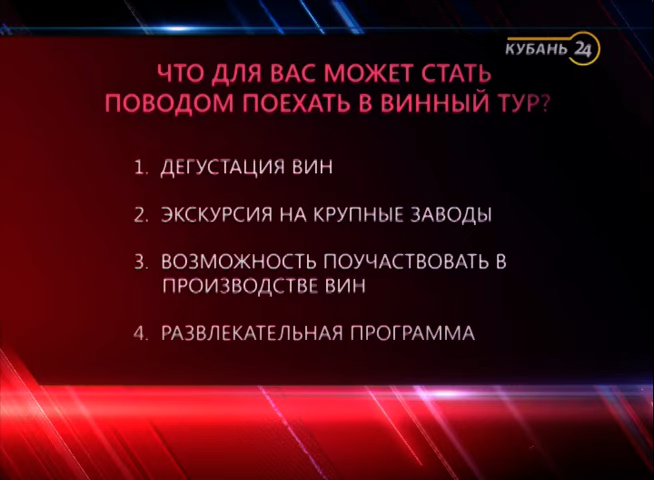 КУБАНЬ 24
ЧТО ДЛЯ ВАС МОЖЕТ СТАТЬ
ПОВОДОМ ПОЕХАТЬ В ВИННЫЙ ТУР?
1. ДЕГУСТАЦИЯ ВИН
2. ЭКСКУРСИЯ НА КРУПНЫЕ ЗАВОДЫ
3. ВОЗМОЖНОСТЬ ПОУЧАСТВОВАТЬ В
ПРОИЗВОДСТВЕ ВИН
4. РАЗВЛЕКАТЕЛЬНАЯ ПРОГРАММА